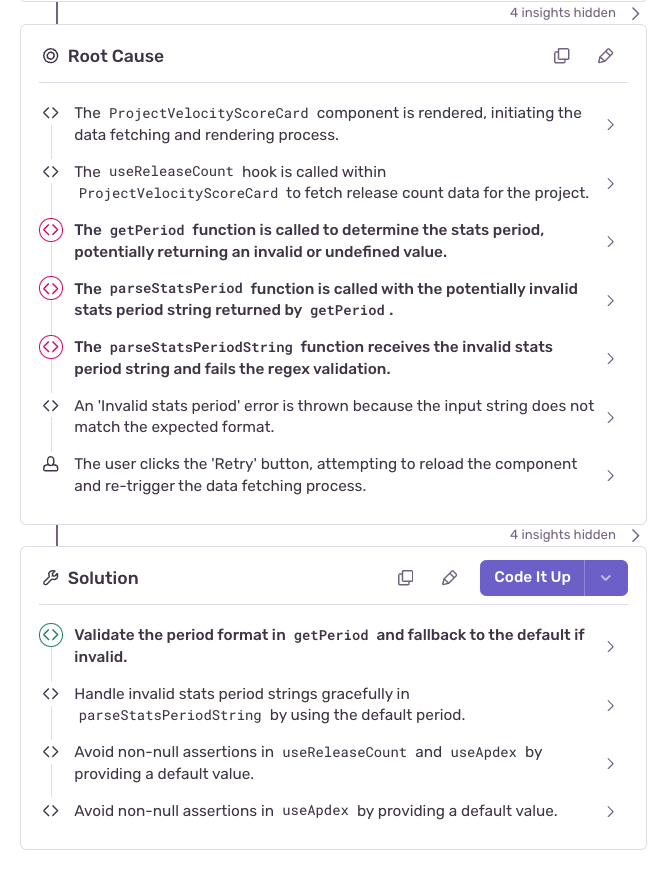 4 insights hidden
Root Cause
The ProjectVelocityScoreCard component is rendered, initiating the
data fetching and rendering process.
The useReleaseCount hook is called within
ProjectVelocityScoreCard to fetch release count data for the project.
The getPeriod function is called to determine the stats period,
potentially returning an invalid or undefined value.
The parseStatsPeriod function is called with the potentially invalid
stats period string returned by getPeriod .
The parseStatsPeriodString function receives the invalid stats
period string and fails the regex validation.
An 'Invalid stats period' error is thrown because the input string does not
match the expected format.
The user clicks the 'Retry' button, attempting to reload the component
and re-trigger the data fetching process.
4 insights hidden
Solution
Code It Up
Validate the period format in getPeriod and fallback to the default if
invalid.
Handle invalid stats period strings gracefully in
parseStatsPeriodString by using the default period.
Avoid non-null assertions in useReleaseCount and useApdex by
providing a default value.
Avoid non-null assertions in useApdex by providing a default value.